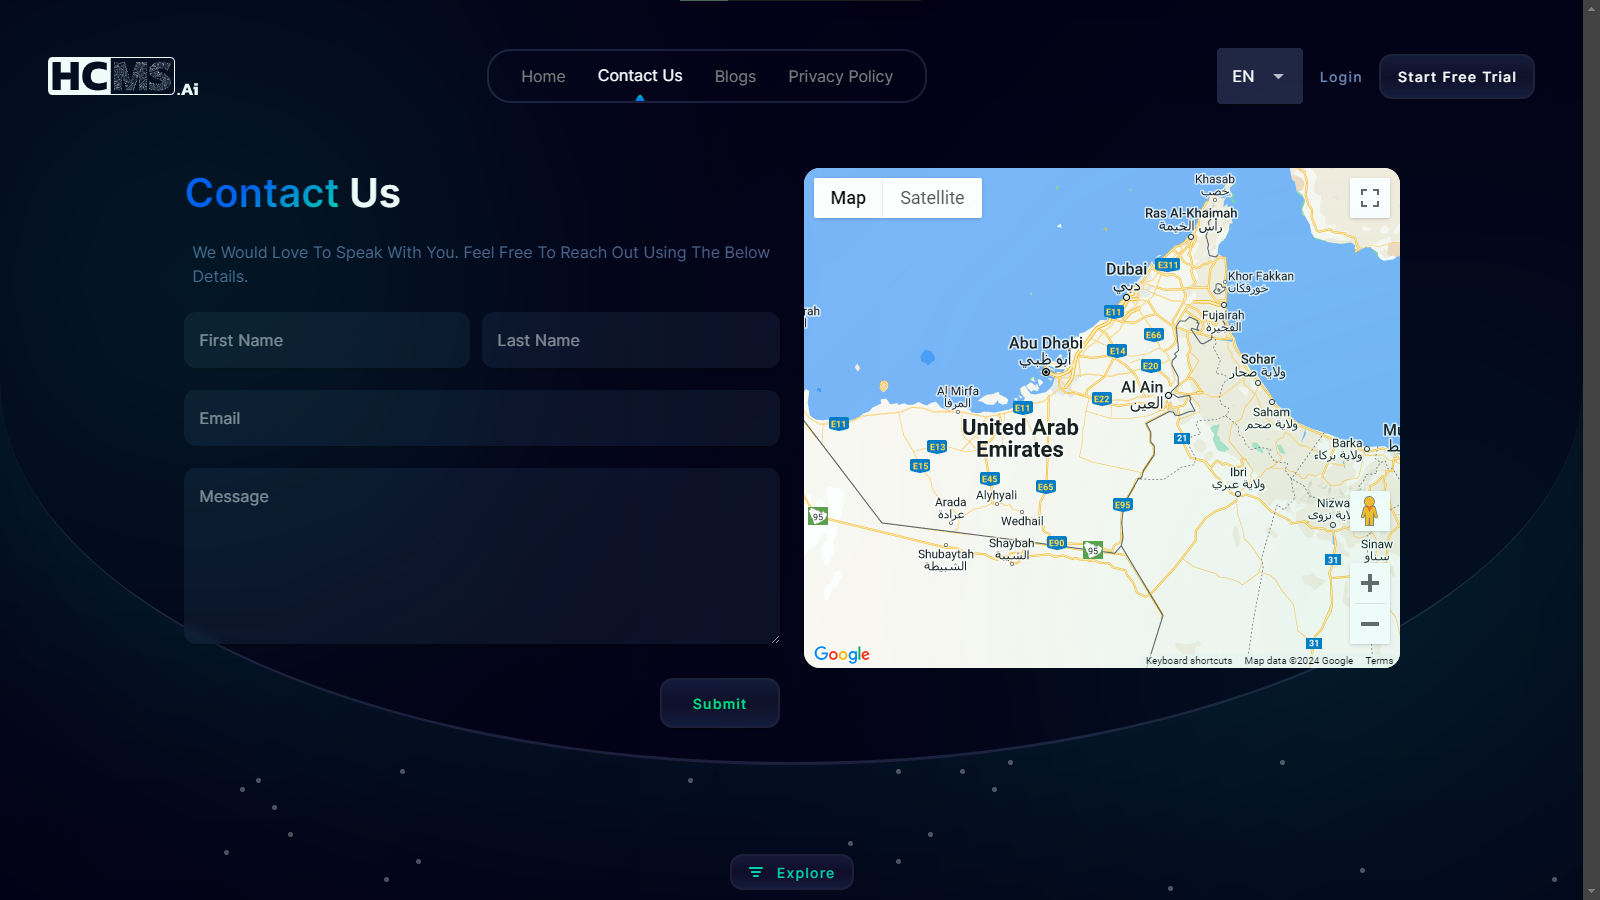 HCMS.Ai
Home
Contact Us
Blogs
Privacy Policy
EN
Login
Start Free Trial
Contact Us
We Would Love To Speak With You. Feel Free To Reach Out Using The Below
Details.
First Name
Last Name
Email
Message
Submit
Map
Satellite
Khasab
خصب
Ras Al-Khaimah
رأس الخيمة
Dubai
دبي
E311
Khor Fakkan
خورفكان
E11
Fujairah
الفجيرة
E66
Abu Dhabi
أبو ظبي
E14
E20
Sohar
ولاية صحار
Al Ain
العين
Al Mirfa
المرفأ
E22
E11
E11
Saham
ولاية صحم
United Arab
Emirates
21
Barka
ولاية بركاء
E13
E15
E45
E65
Ibri
ولاية عبري
Alyhyali
Arada
عرادة
E95
Nizwa
95
Wedhail
Shaybah
الشيبة
E90
95
Shubaytah
الشبيطة
Sinaw
سناو
31
31
Google
Keyboard shortcuts
Map data ©2024 Google
Terms
Explore